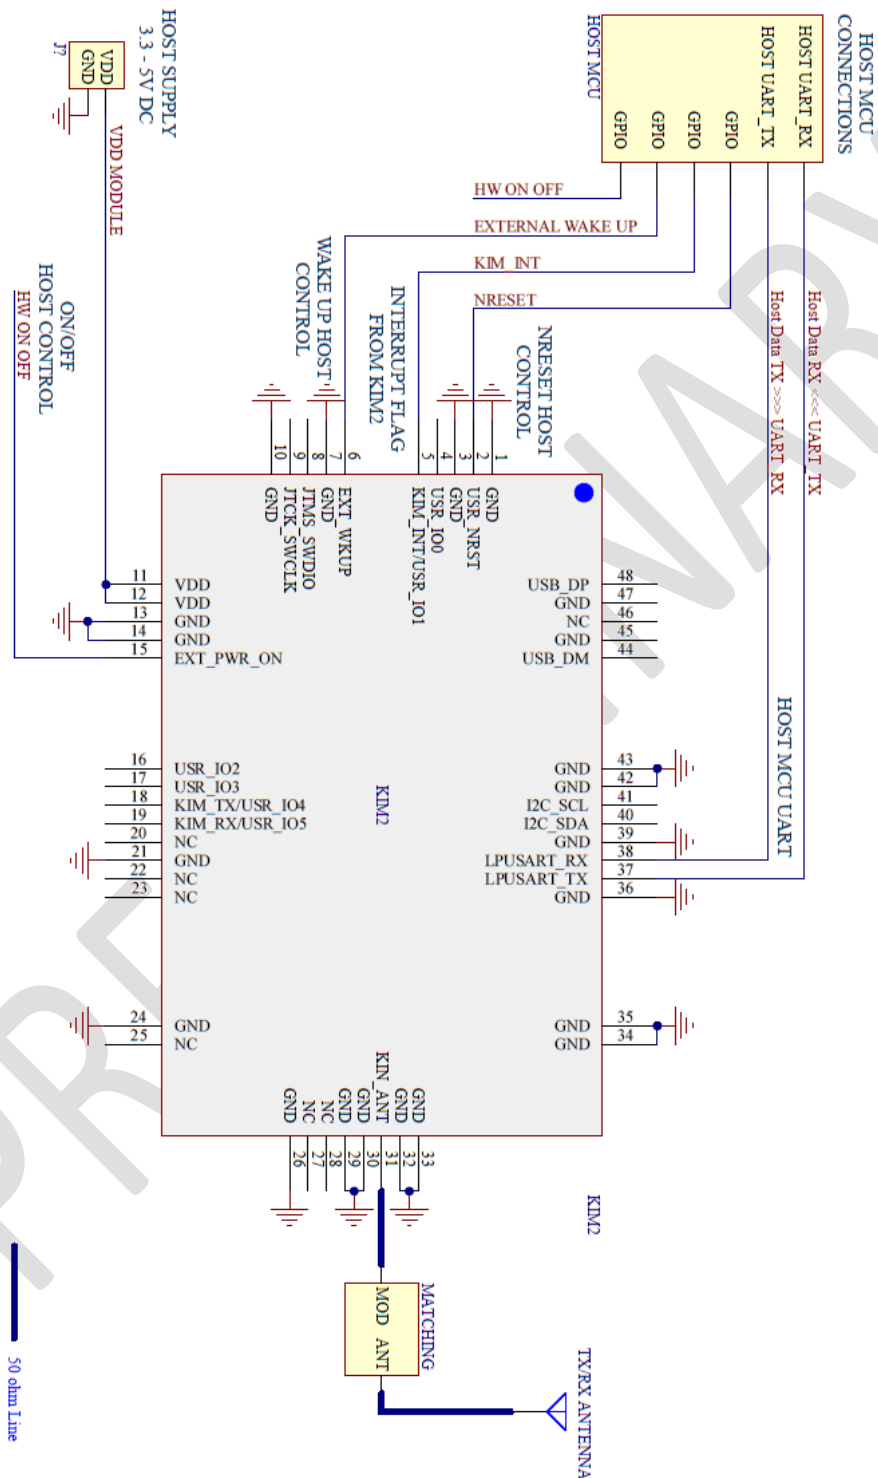 HOST MCU
CONNECTIONS
HOST UART_RX
HOST UART_TX
GPIO
GPIO
GPIO
GPIO
HOST MCU
HOST SUPPLY
3.3 - 5V DC
VDD
GND
J?
VDD MODULE
HW ON OFF
EXTERNAL WAKE UP
KIM_INT
NRESET
Host Data RX <<< UART_TX
Host Data TX >>> UART_RX
HOST MCU UART
NRESET HOST
CONTROL
INTERRUPT FLAG
FROM KIM2
WAKE UP HOST
CONTROL
ON/OFF
HOST CONTROL
HW ON OFF
1 GND
2 USR_NRST
3 GND
4 USR_IO0
5 KIM_INT/USR_IO1
6 EXT_WKUP
7 GND
8 JTMS_SWDIO
9 JTCK_SWCLK
10 GND
11 VDD
12 VDD
13 GND
14 GND
15 EXT_PWR_ON
16 USR_IO2
17 USR_IO3
18 KIM_TX/USR_IO4
19 KIM_RX/USR_IO5
20 NC
21 GND
22 NC
23 NC
24 GND
25 NC
USB_DP 48
GND 47
NC 46
GND 45
USB_DM 44
GND 43
GND 42
I2C_SCL 41
I2C_SDA 40
GND 39
LPUSART_RX 38
LPUSART_TX 37
GND 36
GND 35
GND 34
KIM2
GND 33
GND 32
KIN_ANT 31
GND 30
GND 29
NC 28
NC 27
GND 26
KIM2
MATCHING
MOD ANT
TX/RX ANTENNA
50 ohm Line